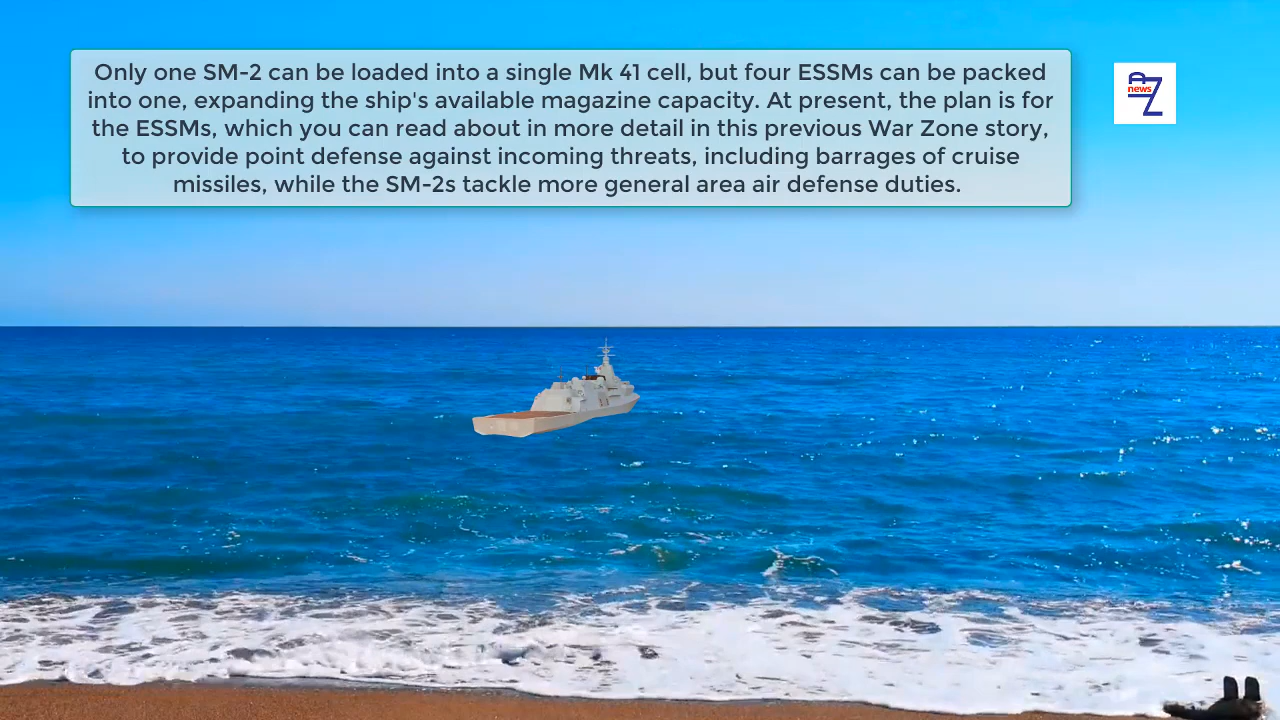 Only one SM-2 can be loaded into a single Mk 41 cell, but four ESSMs can be packed
into one, expanding the ship's available magazine capacity. At present, the plan is for
the ESSMs, which you can read about in more detail in this previous War Zone story,
to provide point defense against incoming threats, including barrages of cruise
missiles, while the SM-2s tackle more general area air defense duties.
A
news
Z